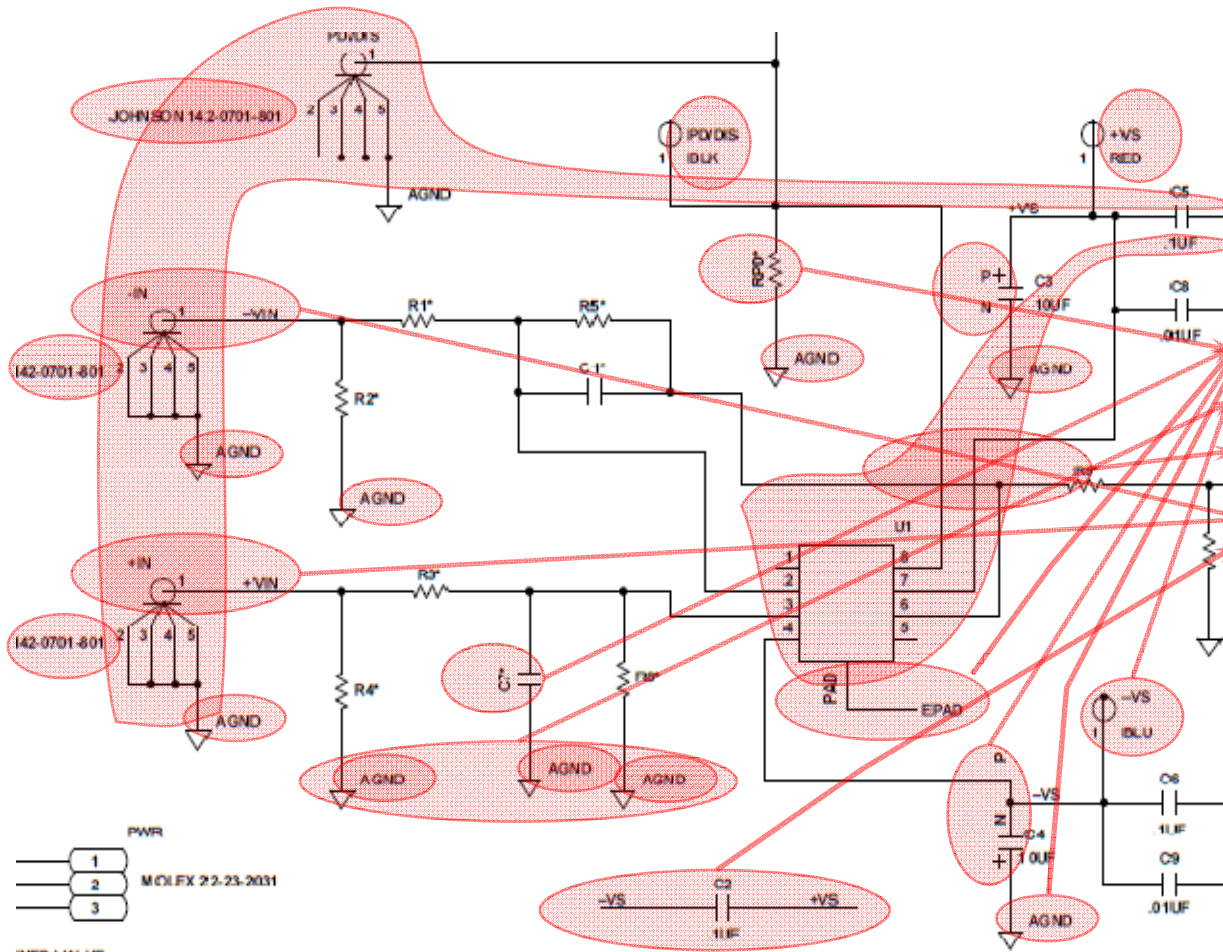 PD/DIS
1
2 3 4 5
JOHNSON 142-0701-801
AGND
PD/DIS
1 BLK
+VS
1 RED
+VS
C5
.1UF
RPD*
P +
N
C3
10UF
C8
.01UF
AGND
AGND
-IN
1
–VIN
R1*
R5*
142-0701-801
2 3 4 5
C1*
R2*
AGND
AGND
R6*
U1
+IN
1
+VIN
R3*
1 8
2 7
3 6
4 5
142-0701-801
2 3 4 5
R4*
AGND
PAD
EPAD
–VS
1 BLU
P
AGND
AGND
AGND
–VS
N
C4
+
10UF
C6
.1UF
C9
.01UF
AGND
PWR
1
2
3
MOLEX 22-23-2031
C2
–VS
+VS
1UF